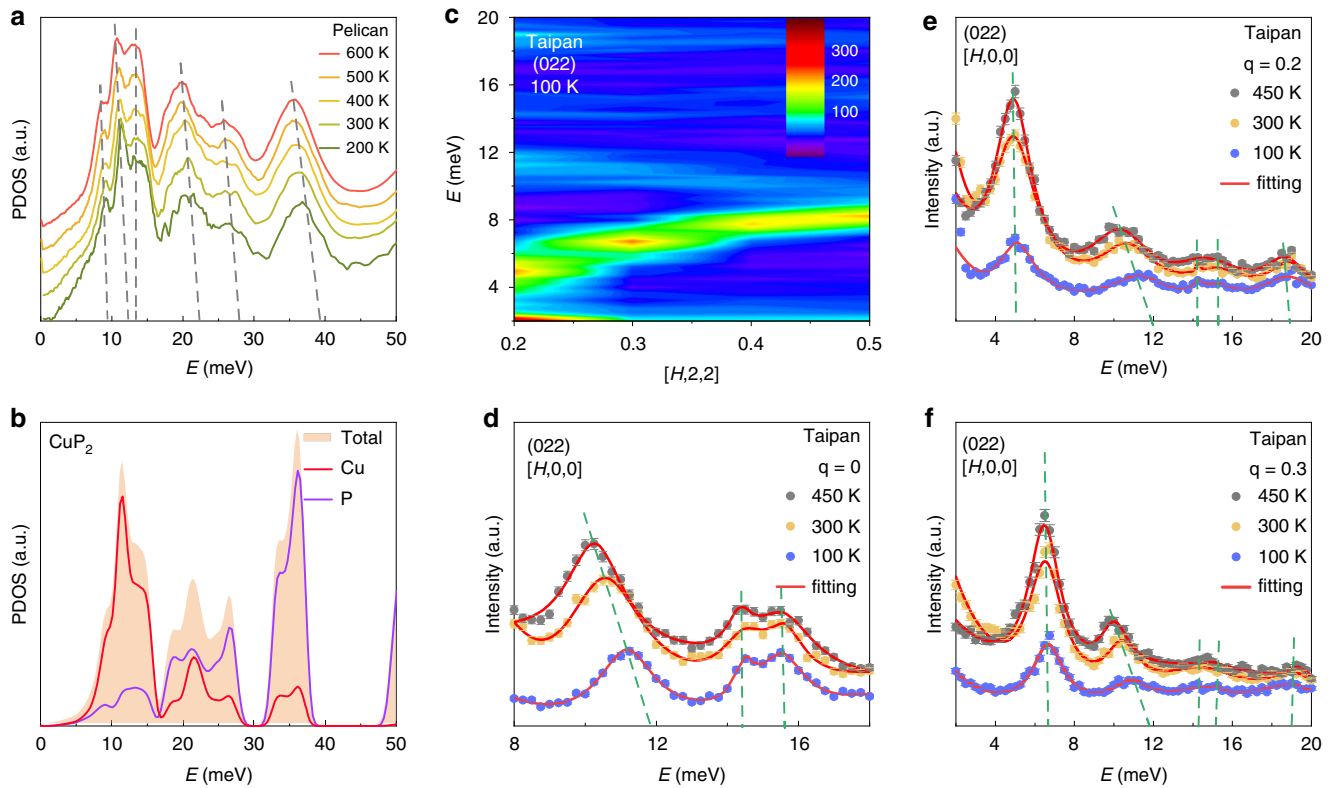 a
Pelican
600 K
500 K
400 K
300 K
200 K
PDOS (a.u.)
0 10 20 30 40 50
E (meV)
b
CuP2
Total
Cu
P
PDOS (a.u.)
0 10 20 30 40 50
E (meV)
c
Taipan
(022)
100 K
300
200
100
E (meV)
20
16
12
8
4
0.2 0.3 0.4 0.5
[H,2,2]
d
(022)
[H,0,0]
Taipan
q = 0
450 K
300 K
100 K
fitting
Intensity (a.u.)
8 12 16
E (meV)
e
(022)
[H,0,0]
Taipan
q = 0.2
450 K
300 K
100 K
fitting
Intensity (a.u.)
4 8 12 16 20
E (meV)
f
(022)
[H,0,0]
Taipan
q = 0.3
450 K
300 K
100 K
fitting
Intensity (a.u.)
4 8 12 16 20
E (meV)